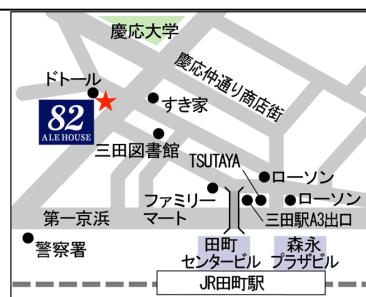 慶応大学
慶応仲通り商店街
ドトール
82
ALE HOUSE
すき家
三田図書館
TSUTAYA
ローソン
ファミリー
マート
ローソン
第一京浜
三田駅A3出口
警察署
田町
センタービル
森永
プラザビル
JR田町駅